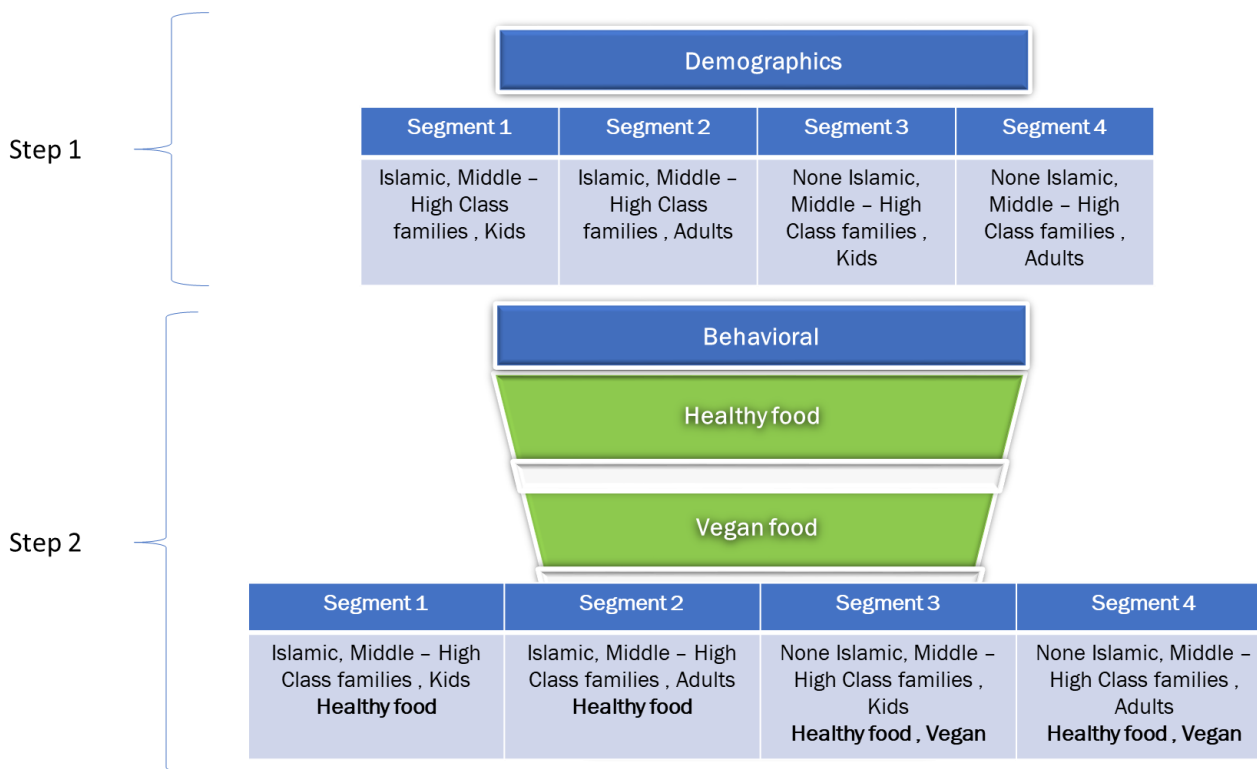 Demographics
Step 1
Segment 1
Segment 2
Segment 3
Segment 4
Islamic, Middle –
High Class
families , Kids
Islamic, Middle –
High Class
families , Adults
None Islamic,
Middle – High
Class families ,
Kids
None Islamic,
Middle – High
Class families ,
Adults
Behavioral
Healthy food
Vegan food
Step 2
Segment 1
Segment 2
Segment 3
Segment 4
Islamic, Middle – High
Class families , Kids
Healthy food
Islamic, Middle – High
Class families , Adults
Healthy food
None Islamic, Middle –
High Class families ,
Kids
Healthy food , Vegan
None Islamic, Middle –
High Class families ,
Adults
Healthy food , Vegan